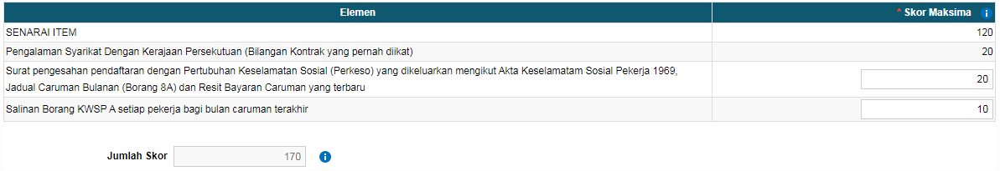 Elemen * Skor Maksima i
SENARAI ITEM 120
Pengalaman Syarikat Dengan Kerajaan Persekutuan (Bilangan Kontrak yang pernah diikat) 20
Surat pengesahan pendaftaran dengan Pertubuhan Keselamatan Sosial (Perkeso) yang dikeluarkan mengikut Akta Keselamatam Sosial Pekerja 1969,
Jadual Caruman Bulanan (Borang 8A) dan Resit Bayaran Caruman yang terbaru 20
Salinan Borang KWSP A setiap pekerja bagi bulan caruman terakhir 10
Jumlah Skor 170 i